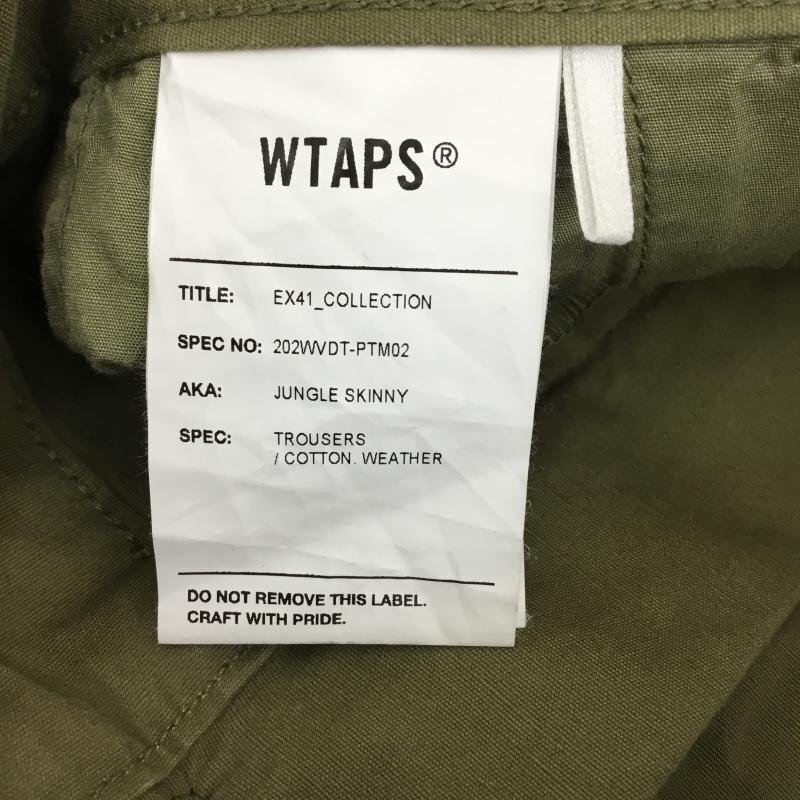 WTAPS®
TITLE: EX41_COLLECTION
SPEC NO: 202WVDT-PTM02
AKA: JUNGLE SKINNY
SPEC: TROUSERS
/ COTTON. WEATHER
DO NOT REMOVE THIS LABEL.
CRAFT WITH PRIDE.